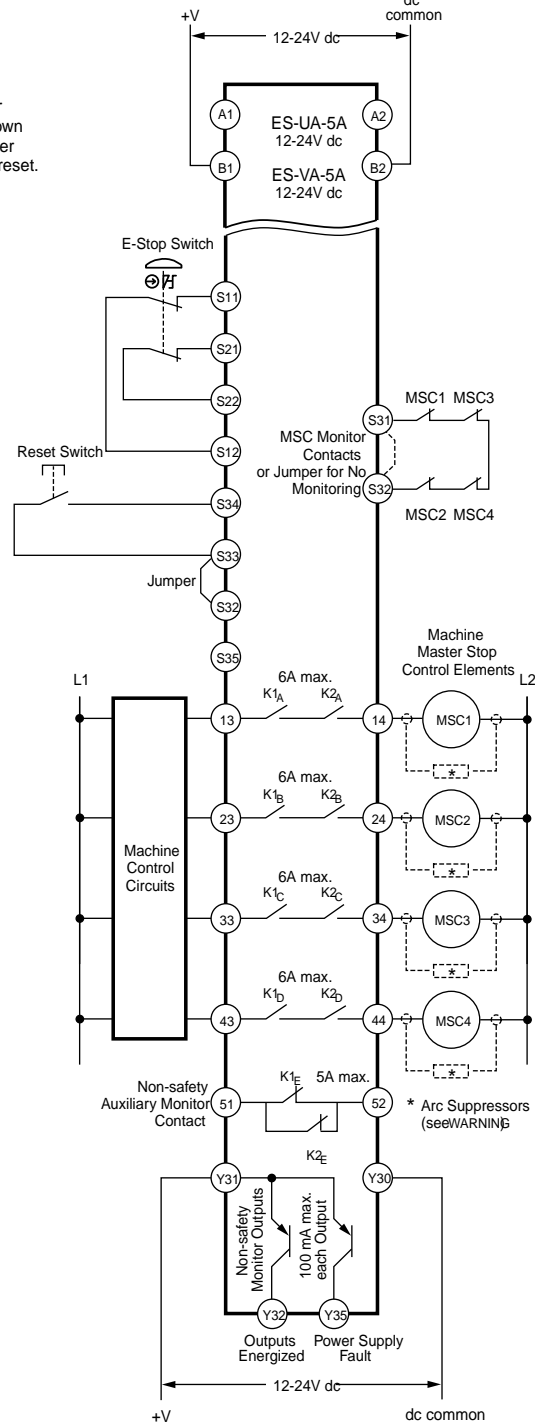 dc
+V
common
12-24V dc
own
er
reset.
A1
A2
ES-UA-5A
12-24V dc
B1
B2
ES-VA-5A
12-24V dc
E-Stop Switch
S11
S21
S22
S12
S31
MSC1 MSC3
MSC Monitor
Contacts
or Jumper for No
Monitoring
S32
MSC2 MSC4
Reset Switch
S34
S33
Jumper
S32
S35
Machine
Master Stop
Control Elements
L1
L2
6A max.
K1A
K2A
13
14
MSC1
*
6A max.
K1B
K2B
23
24
MSC2
*
Machine
Control
Circuits
6A max.
K1C
K2C
33
34
MSC3
*
6A max.
K1D
K2D
43
44
MSC4
*
Non-safety
Auxiliary Monitor
Contact
51
K1E
5A max.
52
* Arc Suppressors
(seeWARNING
K2E
Y31
Y30
Non-safety
Monitor Outputs
100 mA max.
each Output
Y32
Y35
Outputs
Energized
Power Supply
Fault
12-24V dc
+V
dc common